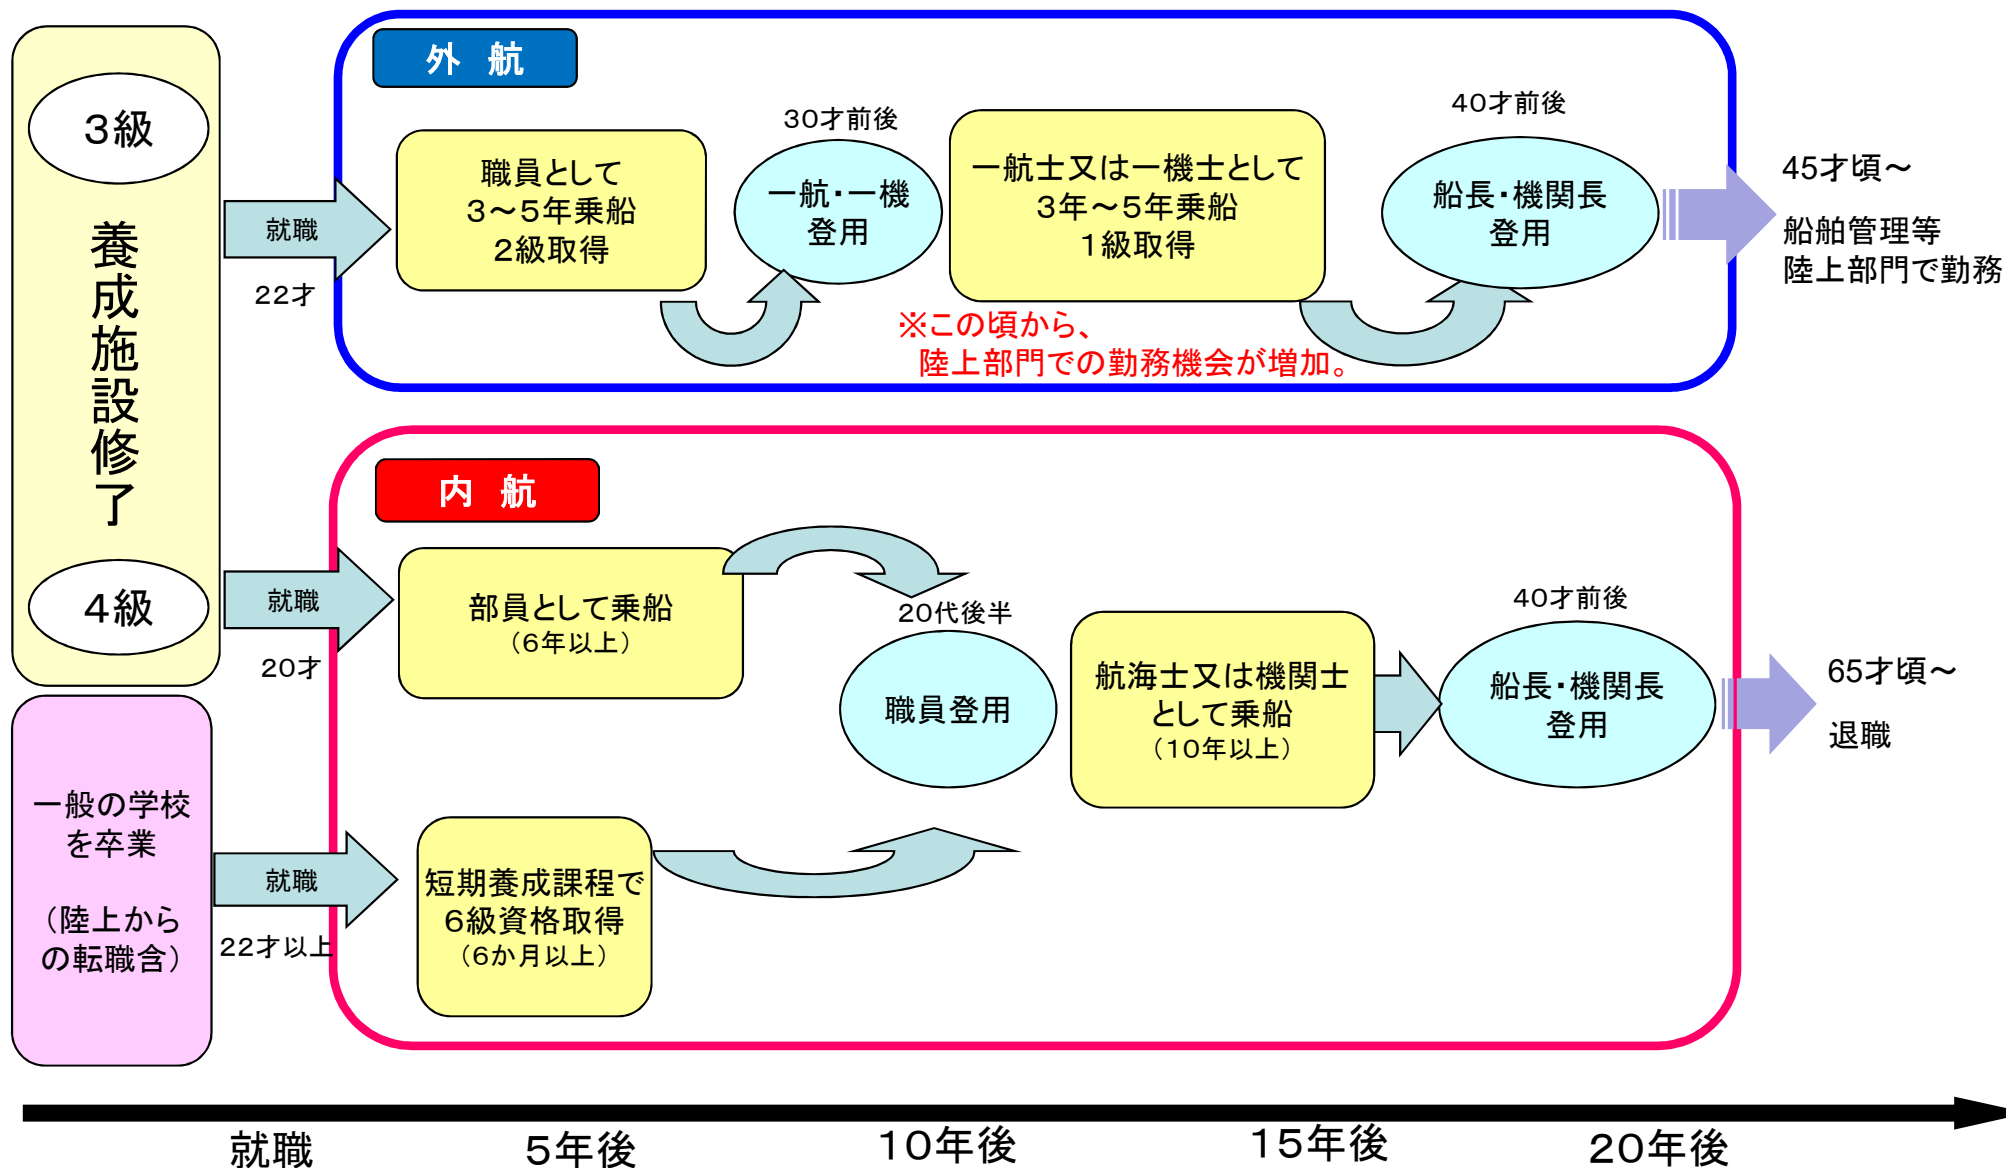 3級
養成施設修了
4級
一般の学校
を卒業
（陸上から
の転職含）
外 航
就職
22才
職員として
3～5年乗船
2級取得
30才前後
一航・一機
登用
一航士又は一機士として
3年～5年乗船
1級取得
※この頃から、
陸上部門での勤務機会が増加。
40才前後
船長・機関長
登用
45才頃～
船舶管理等
陸上部門で勤務
内 航
就職
20才
部員として乗船
（6年以上）
就職
22才以上
短期養成課程で
6級資格取得
（6か月以上）
20代後半
職員登用
航海士又は機関士
として乗船
（10年以上）
40才前後
船長・機関長
登用
65才頃～
退職
就職
5年後
10年後
15年後
20年後